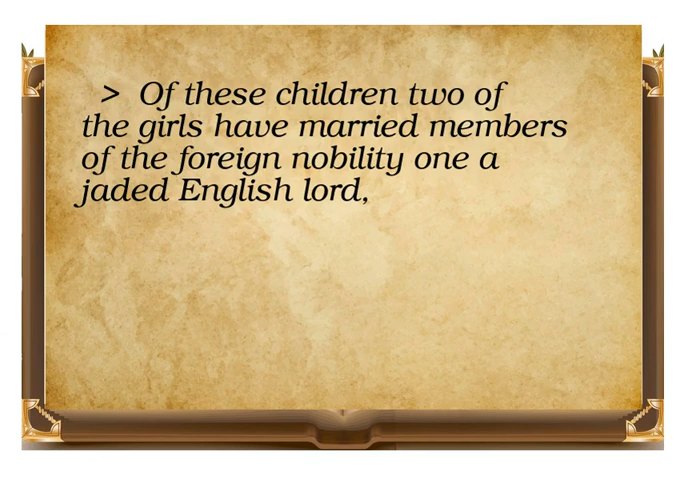 > Of these children two of
the girls have married members
of the foreign nobility one a
jaded English lord,